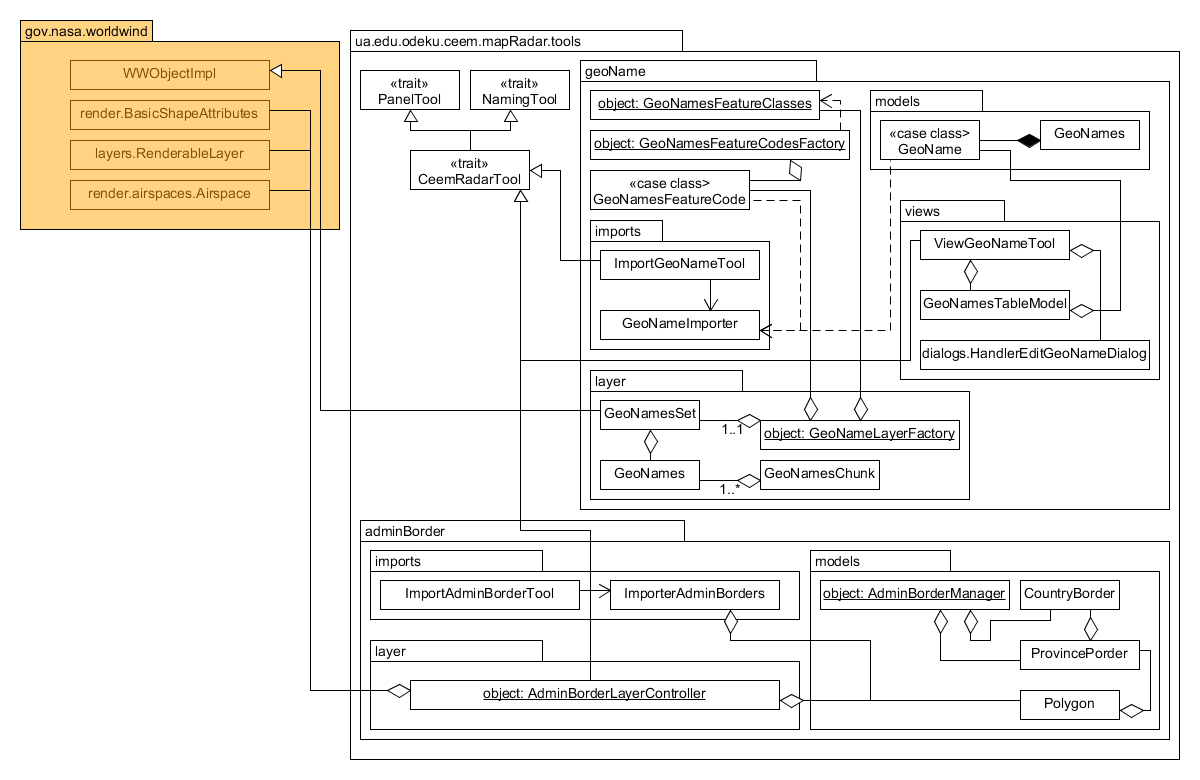 gov.nasa.worldwind
WWObjectImpl
render.BasicShapeAttributes
layers.RenderableLayer
render.airspaces.Airspace
ua.edu.odeku.ceem.mapRadar.tools
«trait»
PanelTool
«trait»
NamingTool
«trait»
CeemRadarTool
geoName
object: GeoNamesFeatureClasses
object: GeoNamesFeatureCodesFactory
«case class>
GeoNamesFeatureCode
models
«case class>
GeoName
GeoNames
imports
ImportGeoNameTool
GeoNameImporter
views
ViewGeoNameTool
GeoNamesTableModel
dialogs.HandlerEditGeoNameDialog
layer
GeoNamesSet
1..1
object: GeoNameLayerFactory
GeoNames
1..*
GeoNamesChunk
adminBorder
imports
ImportAdminBorderTool
ImporterAdminBorders
layer
object: AdminBorderLayerController
models
object: AdminBorderManager
CountryBorder
ProvincePorder
Polygon